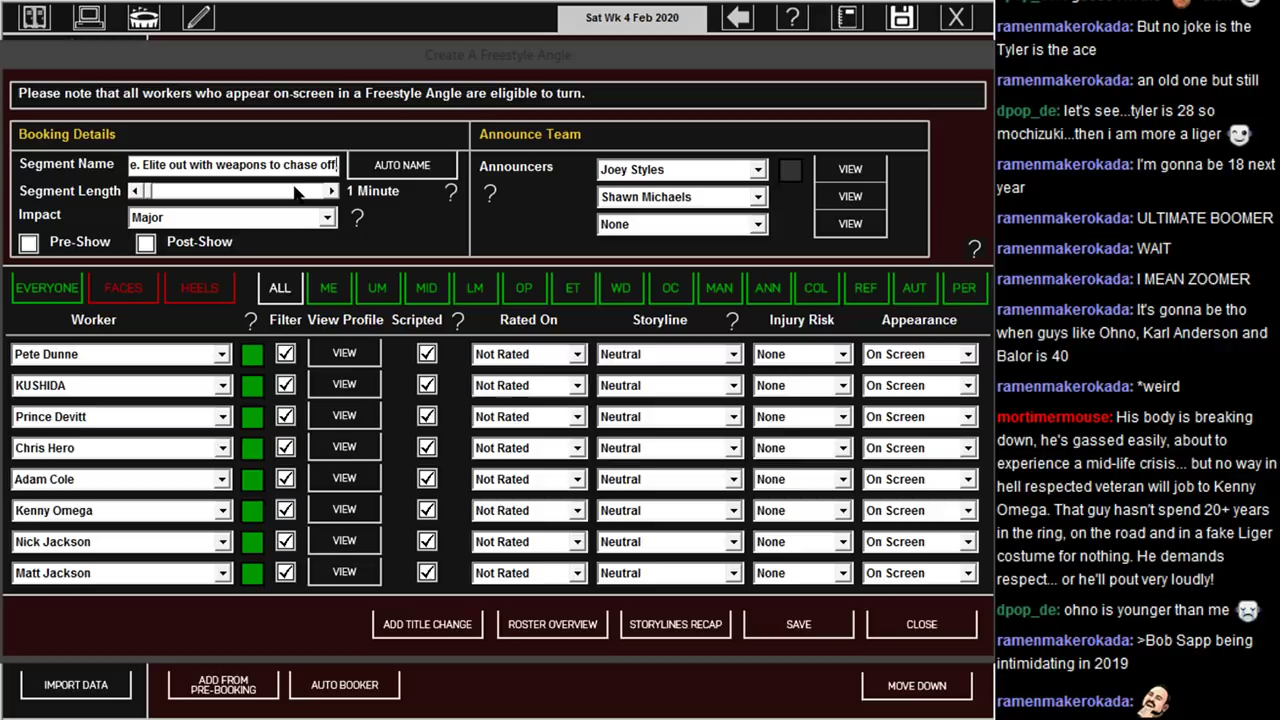 Sat Wk 4 Feb 2020
Create A Freestyle Angle
Please note that all workers who appear on-screen in a Freestyle Angle are eligible to turn.
Booking Details
Segment Name
e. Elite out with weapons to chase off
AUTO NAME
Segment Length
1 Minute
?
Impact
Major
?
Pre-Show
Post-Show
Announce Team
Announcers
?
Joey Styles
VIEW
Shawn Michaels
VIEW
None
VIEW
?
EVERYONE FACES HEELS ALL ME UM MID LM OP ET WD OC MAN ANN COL REF AUT PER
Worker ? Filter View Profile Scripted ? Rated On Storyline ? Injury Risk Appearance
Pete Dunne VIEW Not Rated Neutral None On Screen
KUSHIDA VIEW Not Rated Neutral None On Screen
Prince Devitt VIEW Not Rated Neutral None On Screen
Chris Hero VIEW Not Rated Neutral None On Screen
Adam Cole VIEW Not Rated Neutral None On Screen
Kenny Omega VIEW Not Rated Neutral None On Screen
Nick Jackson VIEW Not Rated Neutral None On Screen
Matt Jackson VIEW Not Rated Neutral None On Screen
ADD TITLE CHANGE ROSTER OVERVIEW STORYLINES RECAP SAVE CLOSE
IMPORT DATA
ADD FROM
PRE-BOOKING
AUTO BOOKER
MOVE DOWN
ramenmakerokada: But no joke is the
Tyler is the ace
ramenmakerokada: an old one but still
dpop_de: let's see...tyler is 28 so
mochizuki...then i am more a liger
ramenmakerokada: I'm gonna be 18 next
year
ramenmakerokada: ULTIMATE BOOMER
ramenmakerokada: WAIT
ramenmakerokada: I MEAN ZOOMER
ramenmakerokada: It's gonna be tho
when guys like Ohno, Karl Anderson and
Balor is 40
ramenmakerokada: *weird
mortimermouse: His body is breaking
down, he's gassed easily, about to
experience a mid-life crisis... but no way in
hell respected veteran will job to Kenny
Omega. That guy hasn't spend 20+ years
in the ring, on the road and in a fake Liger
costume for nothing. He demands
respect... or he'll pout very loudly!
dpop_de: ohno is younger than me
ramenmakerokada: >Bob Sapp being
intimidating in 2019
ramenmakerokada: